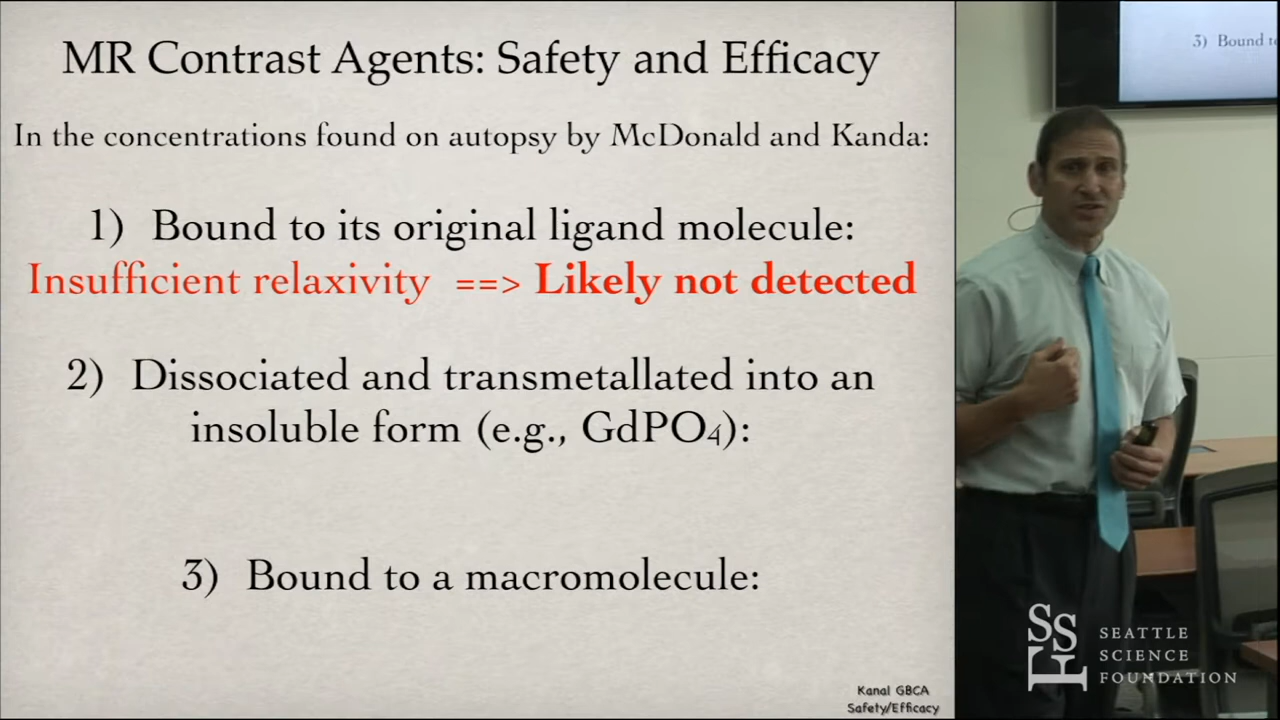 MR Contrast Agents: Safety and Efficacy
In the concentrations found on autopsy by McDonald and Kanda:
1) Bound to its original ligand molecule:
Insufficient relaxivity ==> Likely not detected
2) Dissociated and transmetallated into an
insoluble form (e.g., GdPO4):
3) Bound to a macromolecule:
Kanal GBCA
Safety/Efficacy
3) Bound t
SSF
SEATTLE
SCIENCE
FOUNDATION